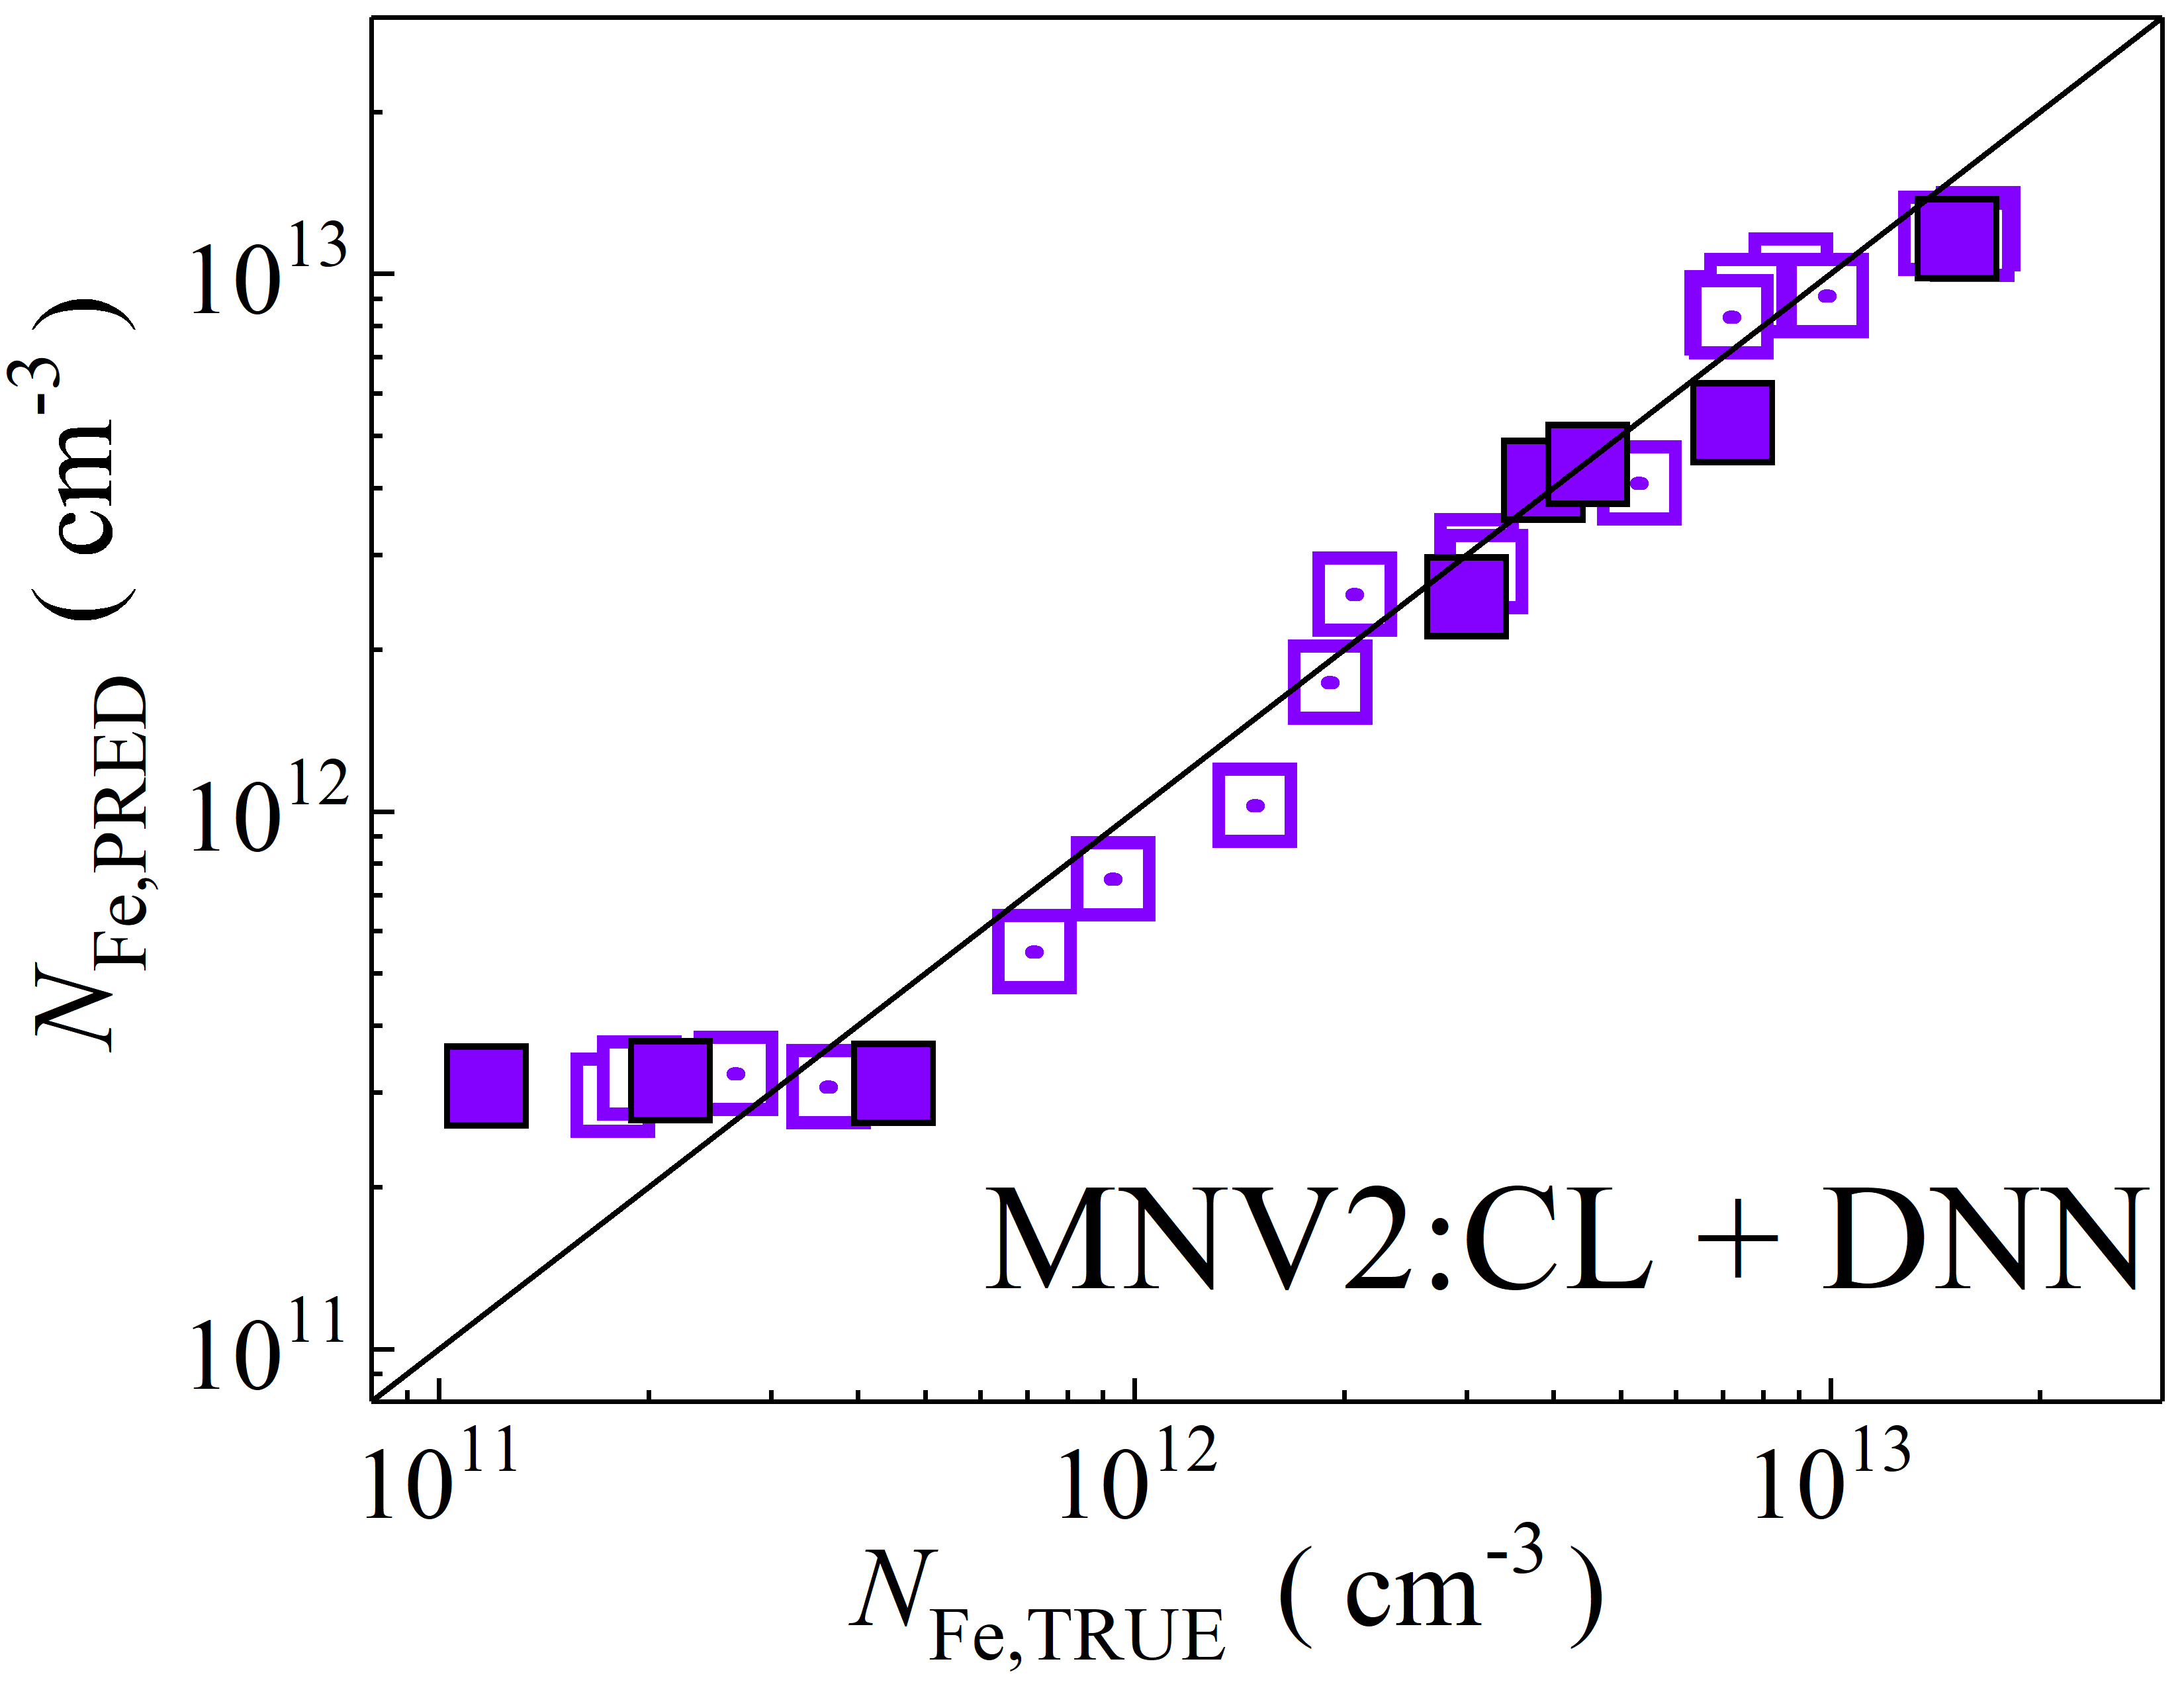 N_Fe,PRED ( cm^-3 )
10^13
10^12
10^11
MNV2:CL + DNN
10^11 10^12 10^13
N_Fe,TRUE ( cm^-3 )